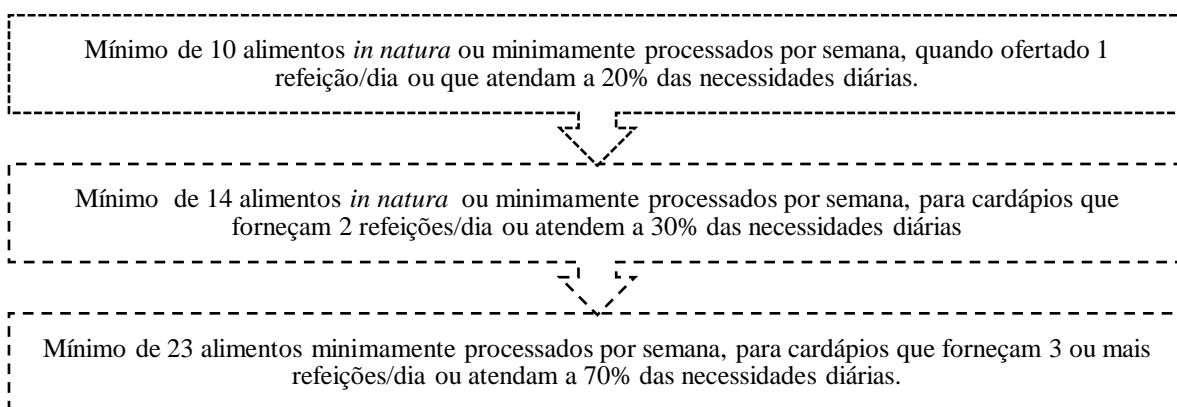 Mínimo de 10 alimentos in natura ou minimamente processados por semana, quando ofertado 1
refeição/dia ou que atendam a 20% das necessidades diárias.
Mínimo de 14 alimentos in natura ou minimamente processados por semana, para cardápios que
forneçam 2 refeições/dia ou atendem a 30% das necessidades diárias
Mínimo de 23 alimentos minimamente processados por semana, para cardápios que forneçam 3 ou mais
refeições/dia ou atendam a 70% das necessidades diárias.